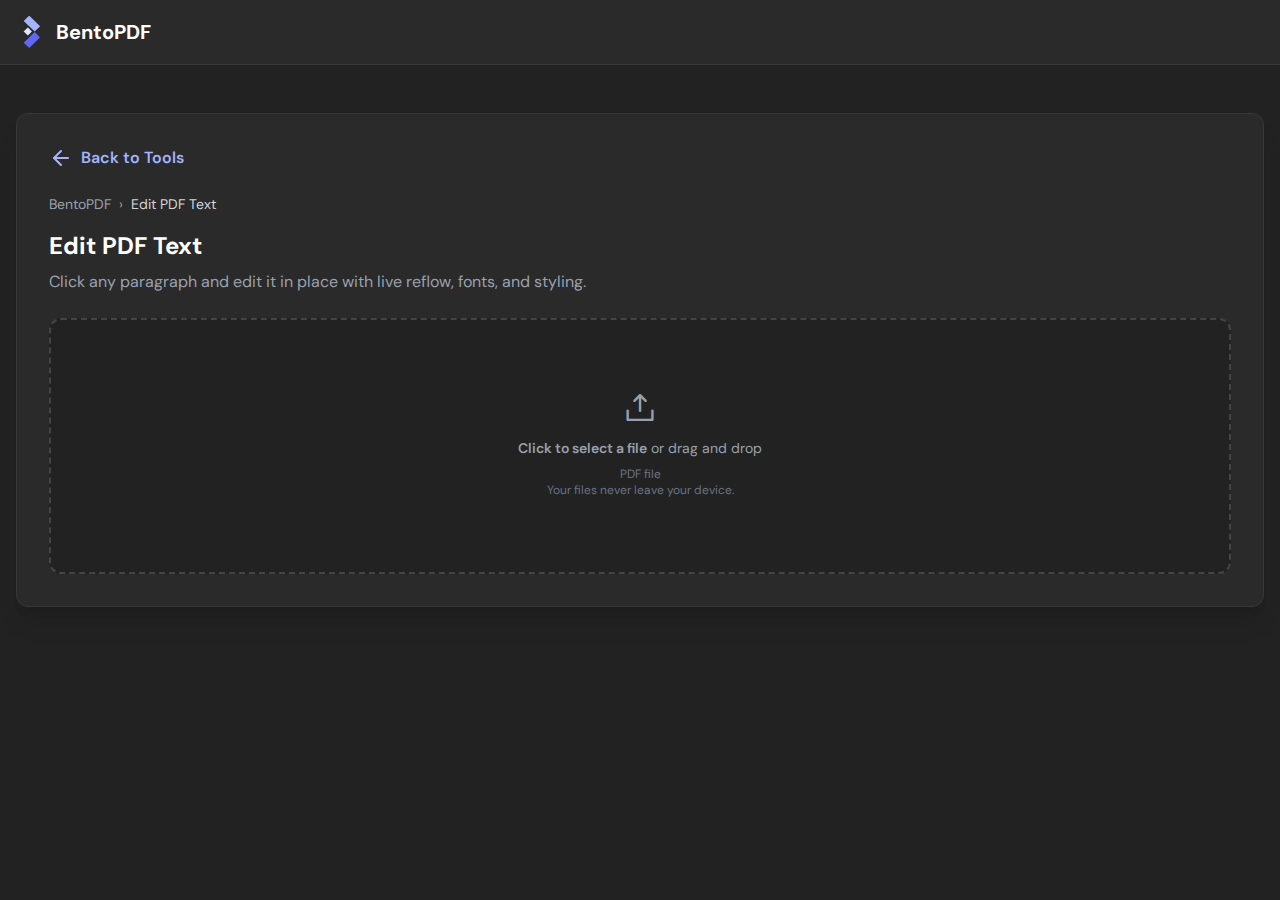 BentoPDF
Back to Tools
BentoPDF › Edit PDF Text
Edit PDF Text
Click any paragraph and edit it in place with live reflow, fonts, and styling.
Click to select a file or drag and drop
PDF file
Your files never leave your device.